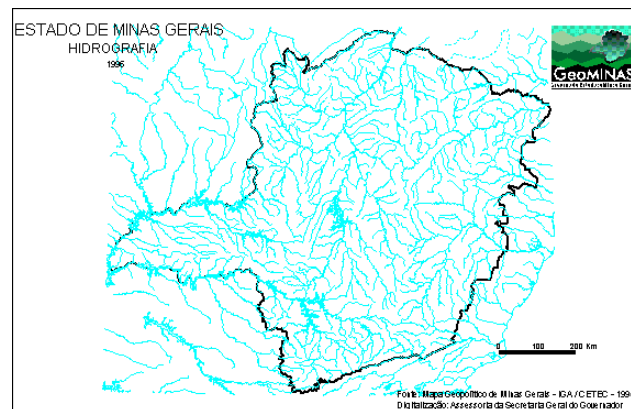 ESTADO DE MINAS GERAIS
HIDROGRAFIA
1996
GEOMINAS
0 100 200 Km
Fonte: Mapa Geopolítico de Minas Gerais - IGA / CETEC - 199
Digitalização: Assessoria da Secretaria Geral do Governador